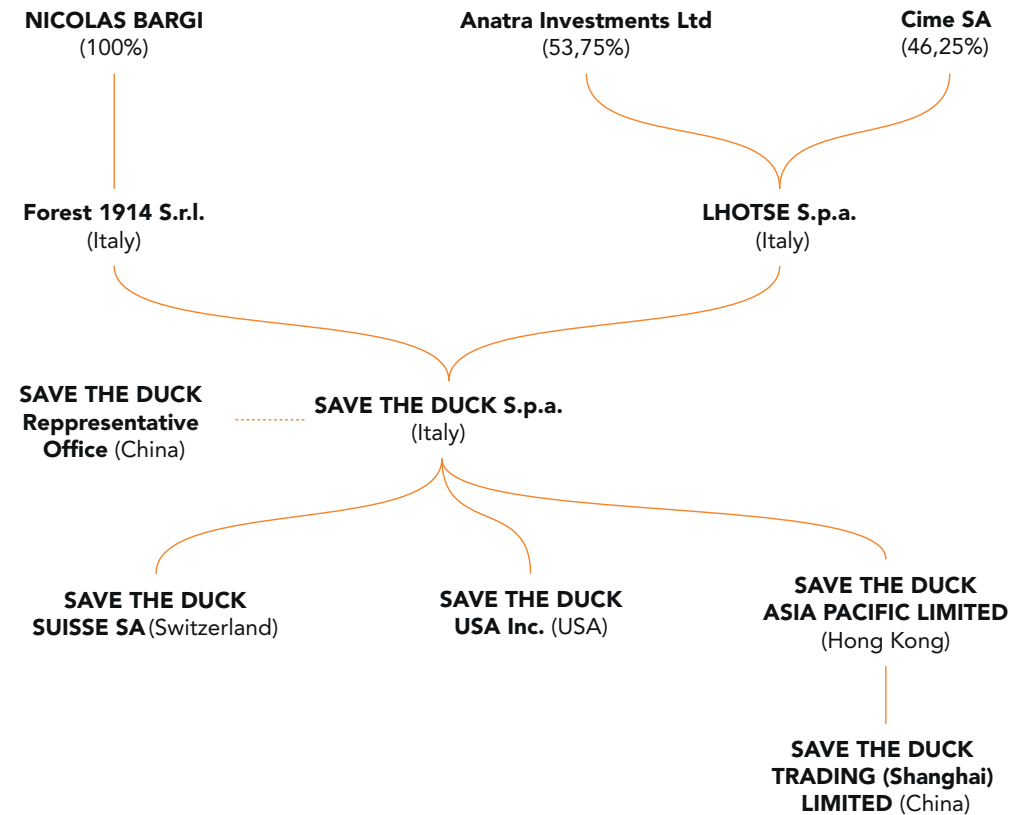 NICOLAS BARGI
(100%)
Anatra Investments Ltd
(53,75%)
Cime SA
(46,25%)
Forest 1914 S.r.l.
(Italy)
LHOTSE S.p.a.
(Italy)
SAVE THE DUCK
Reppresentative
Office (China)
SAVE THE DUCK S.p.a.
(Italy)
SAVE THE DUCK
SUISSE SA (Switzerland)
SAVE THE DUCK
USA Inc. (USA)
SAVE THE DUCK
ASIA PACIFIC LIMITED
(Hong Kong)
SAVE THE DUCK
TRADING (Shanghai)
LIMITED (China)